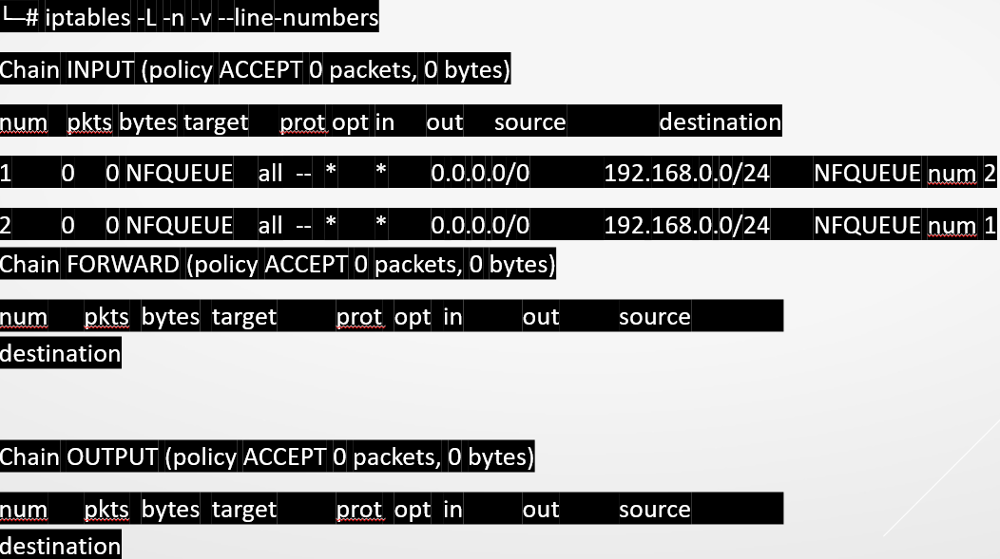 └─# iptables -L -n -v --line-numbers
Chain INPUT (policy ACCEPT 0 packets, 0 bytes)
num pkts bytes target prot opt in out source destination
1 0 0 NFQUEUE all -- * * 0.0.0.0/0 192.168.0.0/24 NFQUEUE num 2
2 0 0 NFQUEUE all -- * * 0.0.0.0/0 192.168.0.0/24 NFQUEUE num 1
Chain FORWARD (policy ACCEPT 0 packets, 0 bytes)
num pkts bytes target prot opt in out source
destination
Chain OUTPUT (policy ACCEPT 0 packets, 0 bytes)
num pkts bytes target prot opt in out source
destination